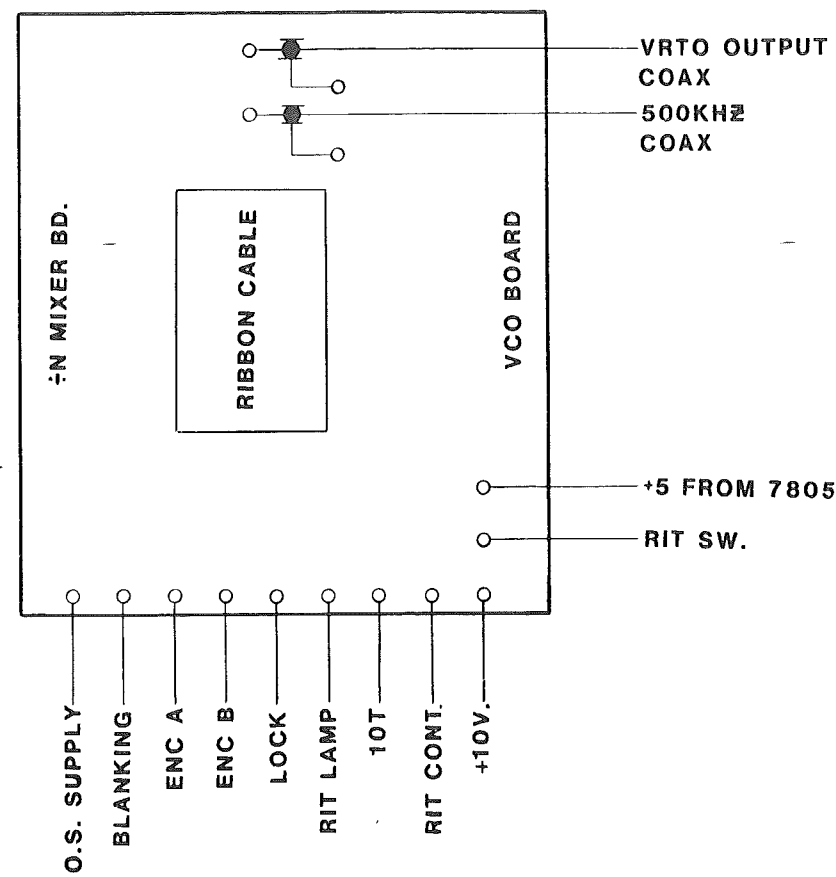 VRTO OUTPUT
COAX
500KHZ
COAX
÷N MIXER BD.
RIBBON CABLE
VCO BOARD
+5 FROM 7805
RIT SW.
O.S. SUPPLY
BLANKING
ENC A
ENC B
LOCK
RIT LAMP
10T
RIT CONT.
+10V.